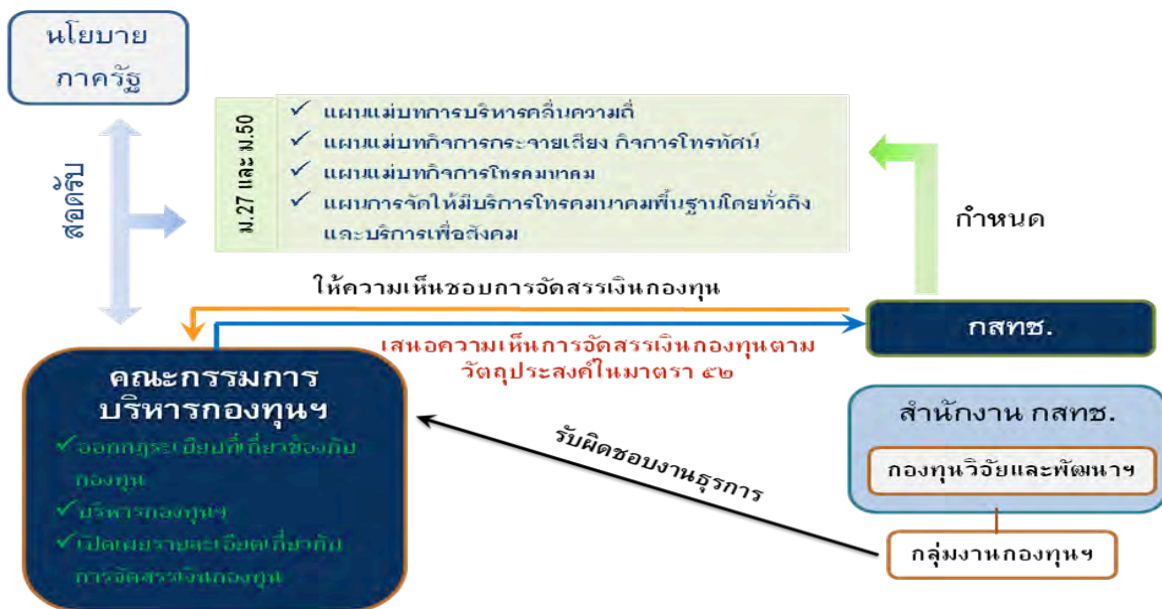 นโยบาย
ภาครัฐ
สอดรับ
ม.27 และ ม.50
✓ แผนแม่บทการบริหารคลื่นความถี่
✓ แผนแม่บทกิจการกระจายเสียง กิจการโทรทัศน์
✓ แผนแม่บทกิจการโทรคมนาคม
✓ แผนการจัดให้มีบริการโทรคมนาคมพื้นฐานโดยทั่วถึง
และบริการเพื่อสังคม
กำหนด
ให้ความเห็นชอบการจัดสรรเงินกองทุน
กสทช.
เสนอความเห็นการจัดสรรเงินกองทุนตาม
วัตถุประสงค์ในมาตรา ๕๒
คณะกรรมการ
บริหารกองทุนฯ
✓ ออกกฎระเบียบที่เกี่ยวข้องกับ
กองทุน
✓ บริหารกองทุนฯ
✓ เปิดเผยรายละเอียดเกี่ยวกับ
การจัดสรรเงินกองทุน
รับผิดชอบงานธุรการ
สำนักงาน กสทช.
กองทุนวิจัยและพัฒนาฯ
กลุ่มงานกองทุนฯ